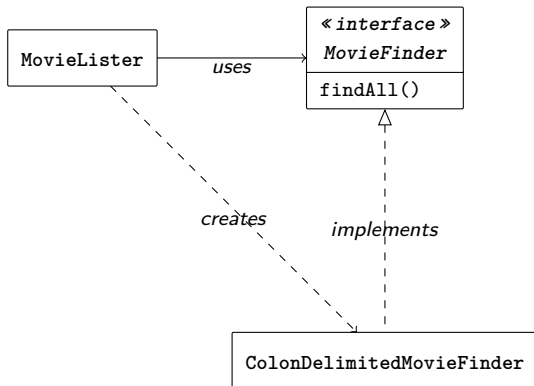 « interface »
MovieLister
MovieFinder
uses
findAll()
creates
implements
ColonDelimitedMovieFinder